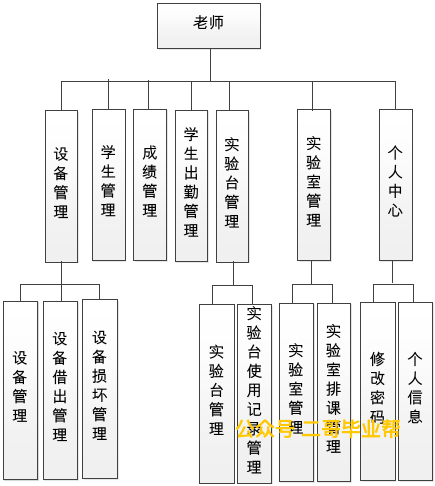 老师
设备管理
学生管理
成绩管理
学生出勤管理
实验台管理
实验室管理
个人中心
设备管理
设备借出管理
设备损坏管理
实验台管理
实验台使用记录管理
实验室管理
实验室排课管理
修改密码
个人信息
公众号 二哥毕业帮